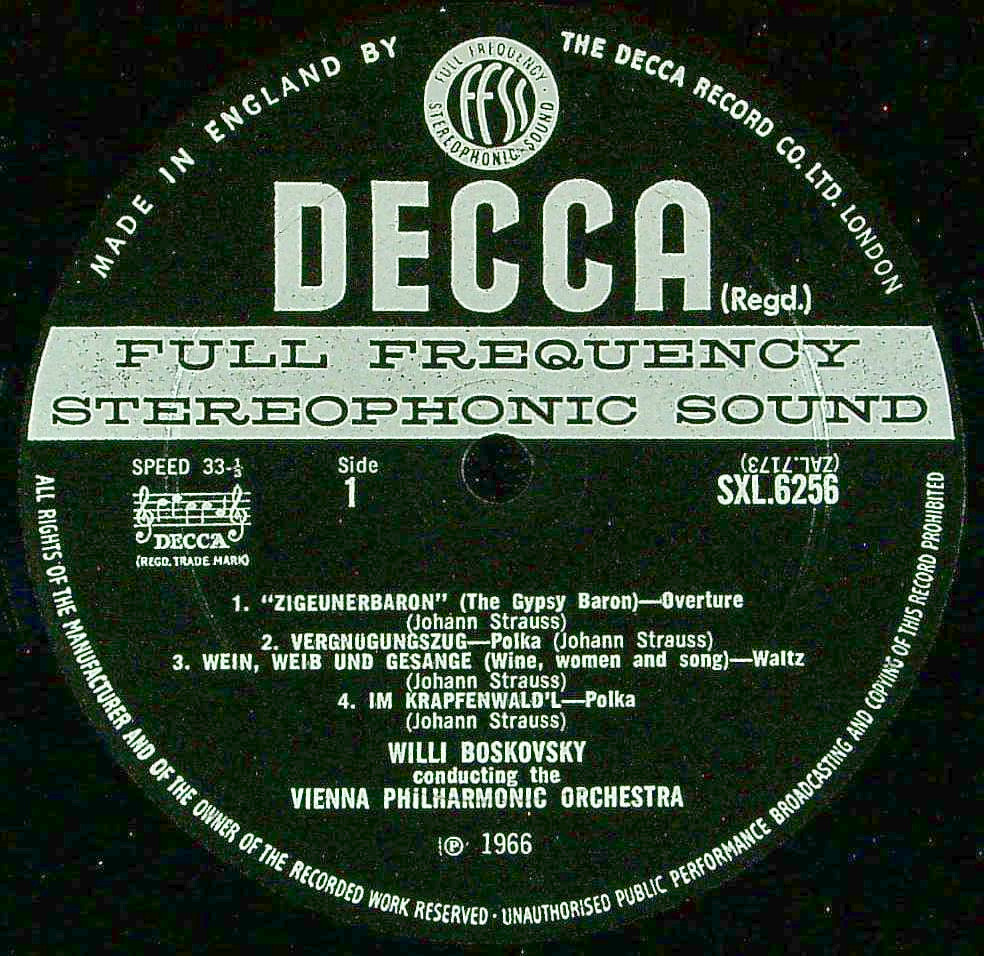 MADE IN ENGLAND BY
THE DECCA RECORD CO. LTD. LONDON
FULL FREQUENCY
STEREOPHONIC SOUND
FFSS
DECCA (Regd.)
FULL FREQUENCY
STEREOPHONIC SOUND
SPEED 33-⅓
Side
1
(ZAL.7173)
SXL.6256
DECCA
(REGD. TRADE MARK)
1. “ZIGEUNERBARON” (The Gypsy Baron)—Overture
(Johann Strauss)
2. VERGNÜGUNGSZUG—Polka (Johann Strauss)
3. WEIN, WEIB UND GESANGE (Wine, women and song)—Waltz
(Johann Strauss)
4. IM KRAPFENWALD'L—Polka
(Johann Strauss)
WILLI BOSKOVSKY
conducting the
VIENNA PHILHARMONIC ORCHESTRA
℗ 1966
ALL RIGHTS OF THE MANUFACTURER AND OF THE OWNER OF THE RECORDED WORK RESERVED · UNAUTHORISED PUBLIC PERFORMANCE BROADCASTING AND COPYING OF THIS RECORD PROHIBITED